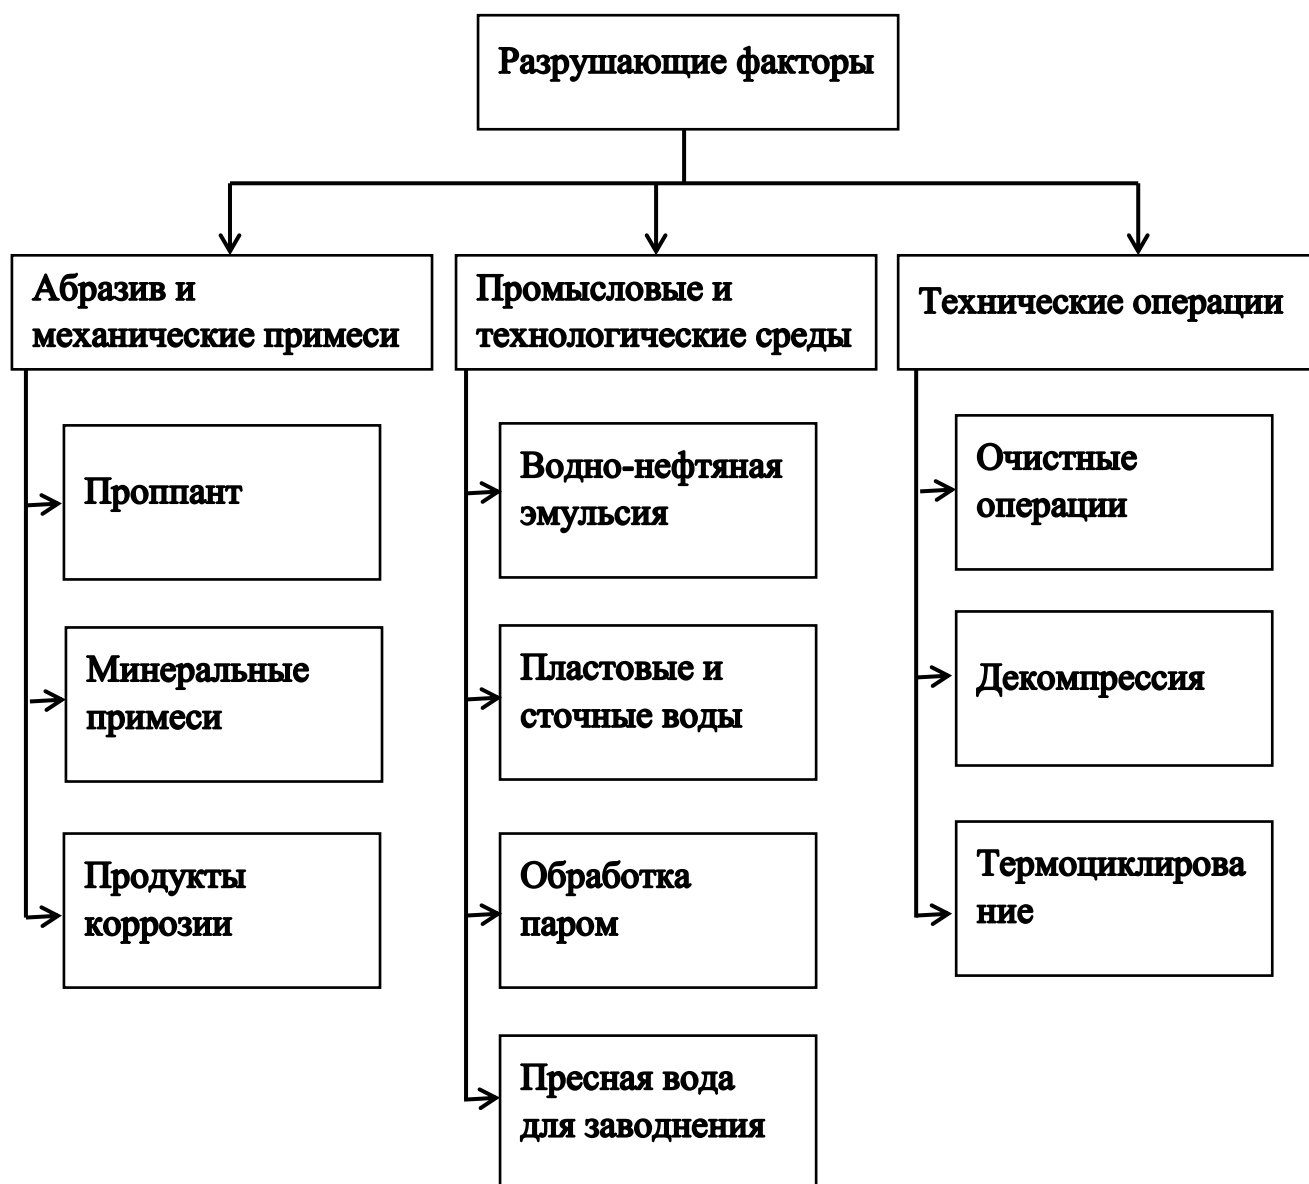 Разрушающие факторы
Абразив и
механические примеси
Промысловые и
технологические среды
Технические операции
Проппант
Минеральные
примеси
Продукты
коррозии
Водно-нефтяная
эмульсия
Пластовые и
сточные воды
Обработка
паром
Пресная вода
для заводнения
Очистные
операции
Декомпрессия
Термоциклирова
ние